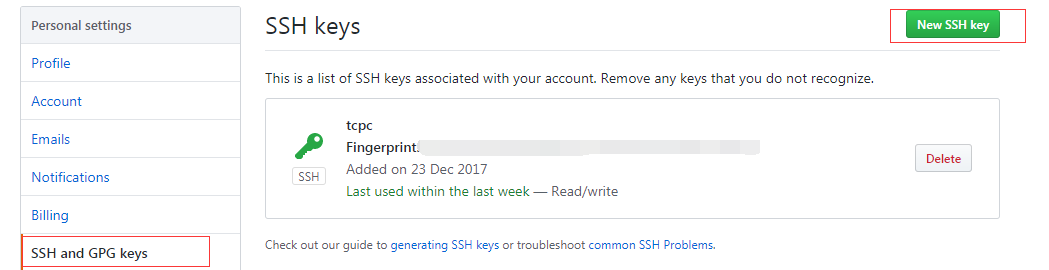 Personal settings
Profile
Account
Emails
Notifications
Billing
SSH and GPG keys
SSH keys
New SSH key
This is a list of SSH keys associated with your account. Remove any keys that you do not recognize.
tcpc
Fingerprint:
Added on 23 Dec 2017
Last used within the last week — Read/write
SSH
Delete
Check out our guide to generating SSH keys or troubleshoot common SSH Problems.